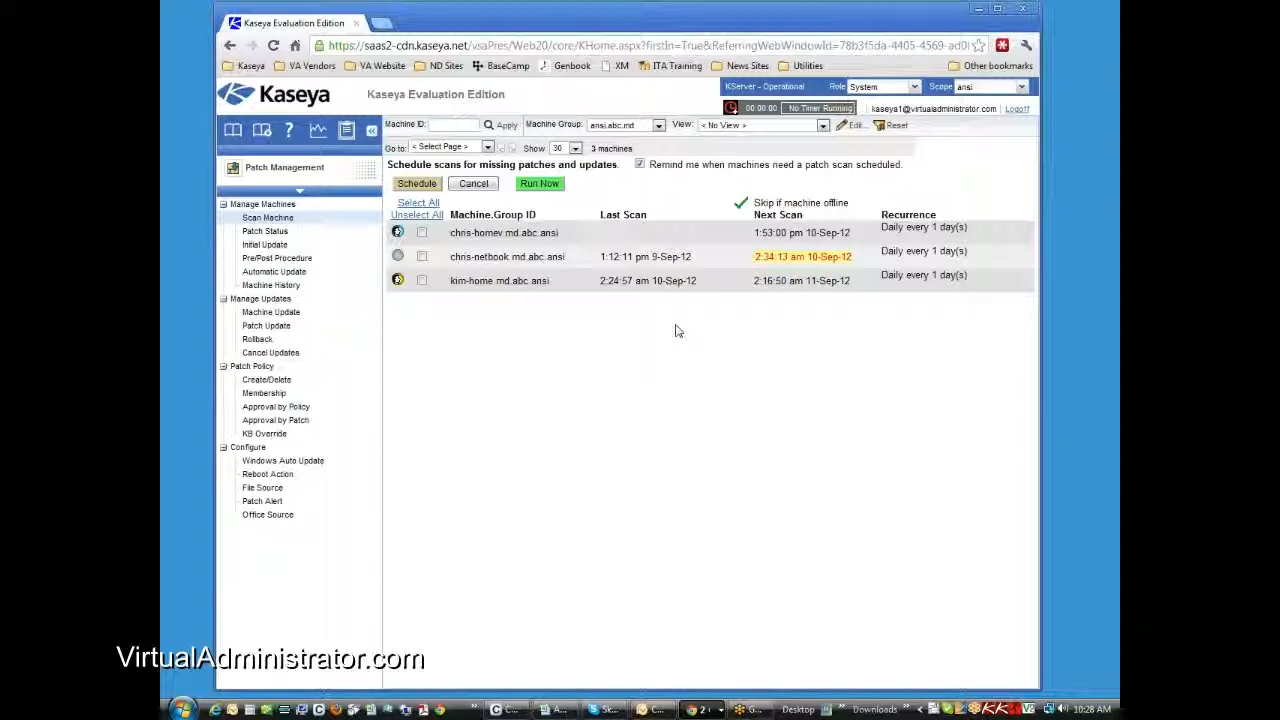 Kaseya Evaluation Edition
https://saas2-cdn.kaseya.net/vsaPres/Web20/core/KHome.aspx?firstIn=True&ReferringWebWindowId=78b3f5da-4405-4569-ad0
Kaseya VA Vendors VA Website ND Sites BaseCamp Genbook XM ITA Training News Sites Utilities Other bookmarks
Kaseya Kaseya Evaluation Edition
KServer - Operational Role System Scope ansi
00:00:00 No Timer Running kaseya1@virtualadministrator.com Logoff
Machine ID: Apply Machine Group: ansi.abc.md View: < No View > Edit... Reset
Go to: < Select Page > Show 30 3 machines
Patch Management
Schedule scans for missing patches and updates. Remind me when machines need a patch scan scheduled.
Schedule Cancel Run Now
Select All
Unselect All
Machine.Group ID Last Scan Skip if machine offline Next Scan Recurrence
chris-homev.md.abc.ansi 1:53:00 pm 10-Sep-12 Daily every 1 day(s)
chris-netbook.md.abc.ansi 1:12:11 pm 9-Sep-12 2:34:13 am 10-Sep-12 Daily every 1 day(s)
kim-home.md.abc.ansi 2:24:57 am 10-Sep-12 2:16:50 am 11-Sep-12 Daily every 1 day(s)
Manage Machines
Scan Machine
Patch Status
Initial Update
Pre/Post Procedure
Automatic Update
Machine History
Manage Updates
Machine Update
Patch Update
Rollback
Cancel Updates
Patch Policy
Create/Delete
Membership
Approval by Policy
Approval by Patch
KB Override
Configure
Windows Auto Update
Reboot Action
File Source
Patch Alert
Office Source
VirtualAdministrator.com
C... A... Sk... C... 2 G... Desktop Downloads 10:28 AM